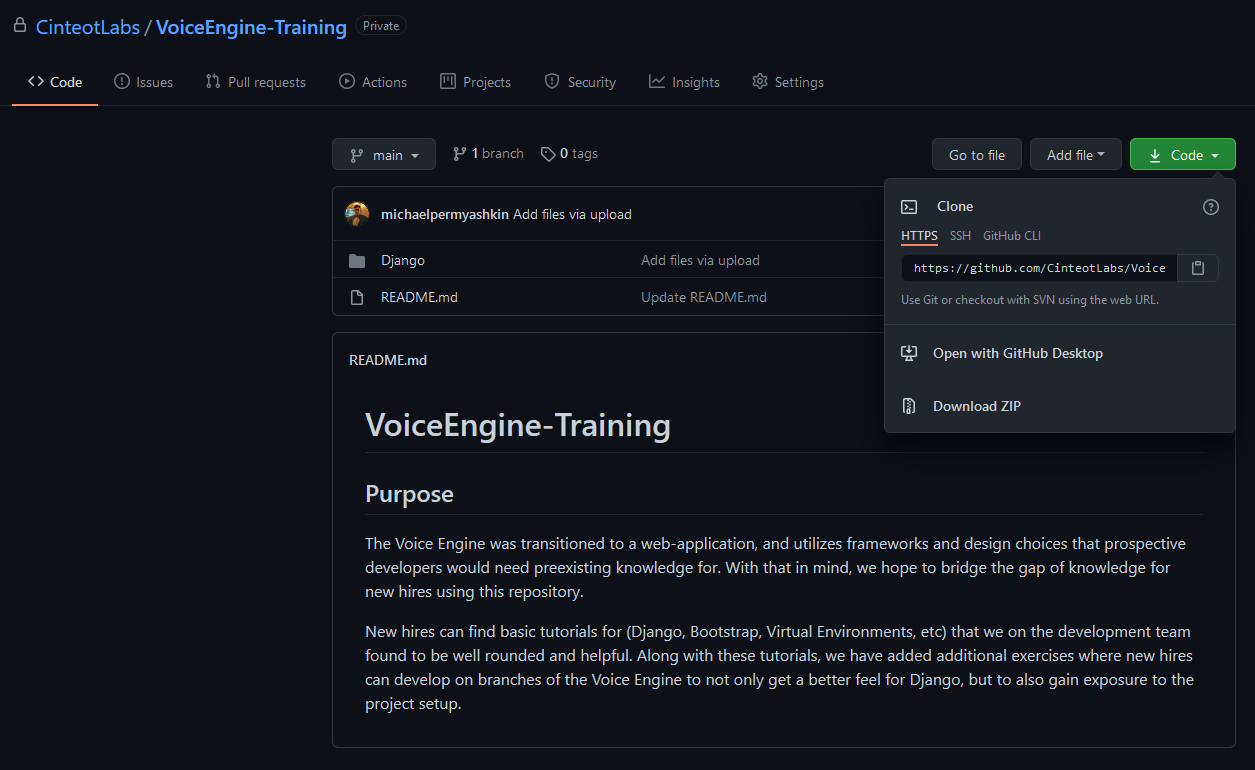 CinteotLabs / VoiceEngine-Training Private
Code Issues Pull requests Actions Projects Security Insights Settings
main 1 branch 0 tags Go to file Add file Code
michaelpermyashkin Add files via upload
Django Add files via upload
README.md Update README.md
Clone
HTTPS SSH GitHub CLI
https://github.com/CinteotLabs/Voice
Use Git or checkout with SVN using the web URL.
Open with GitHub Desktop
Download ZIP
README.md
VoiceEngine-Training
Purpose
The Voice Engine was transitioned to a web-application, and utilizes frameworks and design choices that prospective
developers would need preexisting knowledge for. With that in mind, we hope to bridge the gap of knowledge for
new hires using this repository.
New hires can find basic tutorials for (Django, Bootstrap, Virtual Environments, etc) that we on the development team
found to be well rounded and helpful. Along with these tutorials, we have added additional exercises where new hires
can develop on branches of the Voice Engine to not only get a better feel for Django, but to also gain exposure to the
project setup.